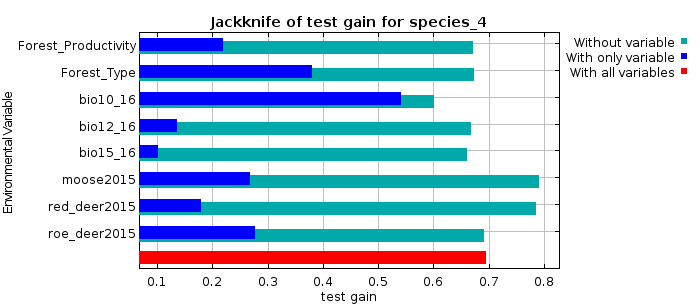 Jackknife of test gain for species_4
Environmental Variable
Forest_Productivity
Forest_Type
bio10_16
bio12_16
bio15_16
moose2015
red_deer2015
roe_deer2015
0.1 0.2 0.3 0.4 0.5 0.6 0.7 0.8
test gain
Without variable
With only variable
With all variables